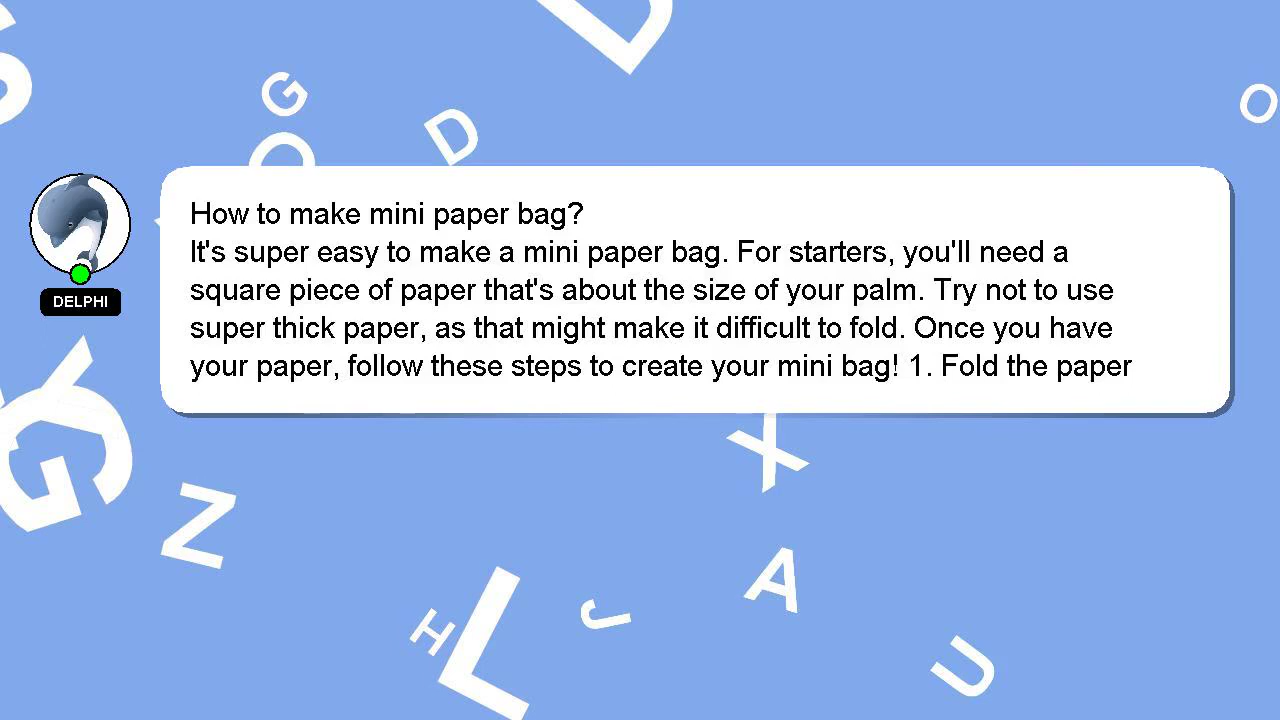 S
G
D
D
D
O
How to make mini paper bag?
It's super easy to make a mini paper bag. For starters, you'll need a
square piece of paper that's about the size of your palm. Try not to use
super thick paper, as that might make it difficult to fold. Once you have
your paper, follow these steps to create your mini bag! 1. Fold the paper
DELPHI
Y
G
Z
X
A
H
L
J
U